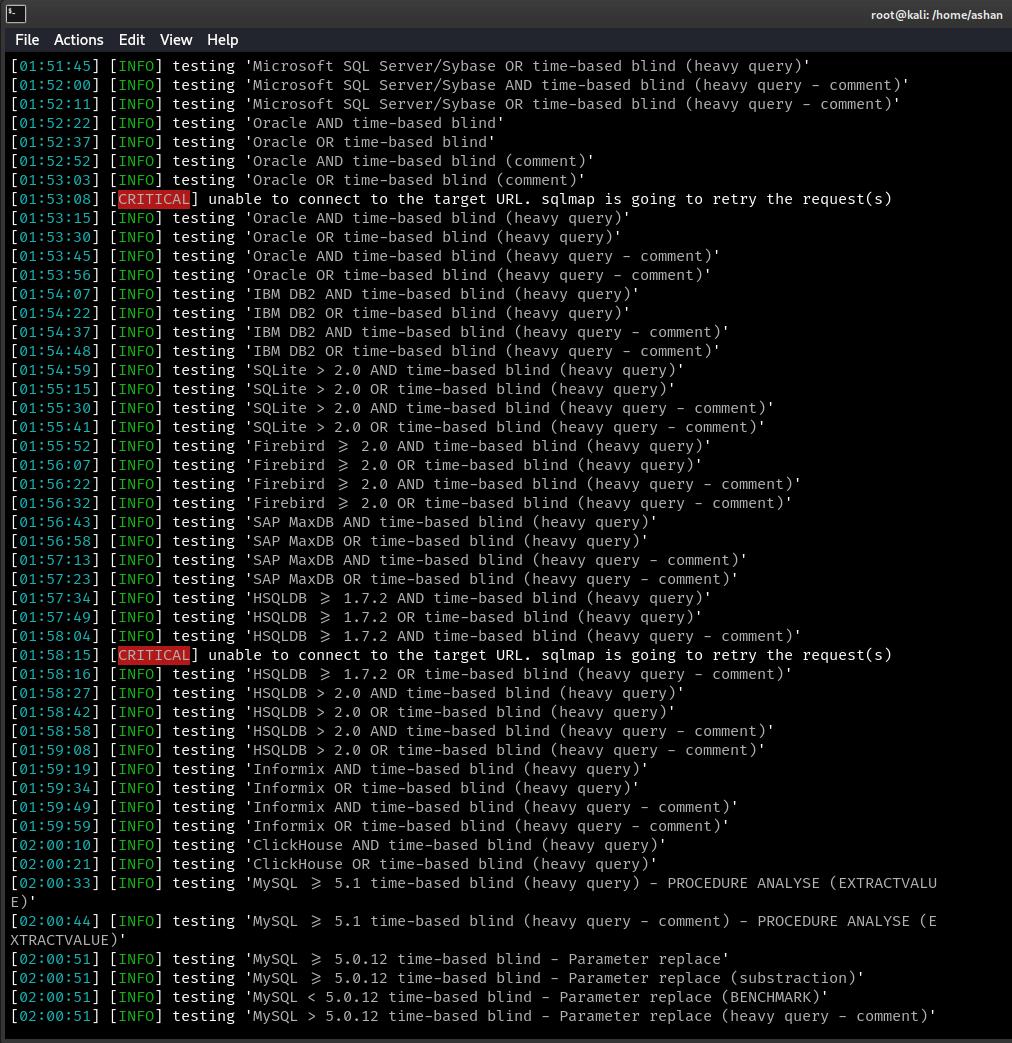 root@kali: /home/ashan
File Actions Edit View Help
[01:51:45] [INFO] testing 'Microsoft SQL Server/Sybase OR time-based blind (heavy query)'
[01:52:00] [INFO] testing 'Microsoft SQL Server/Sybase AND time-based blind (heavy query - comment)'
[01:52:11] [INFO] testing 'Microsoft SQL Server/Sybase OR time-based blind (heavy query - comment)'
[01:52:22] [INFO] testing 'Oracle AND time-based blind'
[01:52:37] [INFO] testing 'Oracle OR time-based blind'
[01:52:52] [INFO] testing 'Oracle AND time-based blind (comment)'
[01:53:03] [INFO] testing 'Oracle OR time-based blind (comment)'
[01:53:08] [CRITICAL] unable to connect to the target URL. sqlmap is going to retry the request(s)
[01:53:15] [INFO] testing 'Oracle AND time-based blind (heavy query)'
[01:53:30] [INFO] testing 'Oracle OR time-based blind (heavy query)'
[01:53:45] [INFO] testing 'Oracle AND time-based blind (heavy query - comment)'
[01:53:56] [INFO] testing 'Oracle OR time-based blind (heavy query - comment)'
[01:54:07] [INFO] testing 'IBM DB2 AND time-based blind (heavy query)'
[01:54:22] [INFO] testing 'IBM DB2 OR time-based blind (heavy query)'
[01:54:37] [INFO] testing 'IBM DB2 AND time-based blind (heavy query - comment)'
[01:54:48] [INFO] testing 'IBM DB2 OR time-based blind (heavy query - comment)'
[01:54:59] [INFO] testing 'SQLite > 2.0 AND time-based blind (heavy query)'
[01:55:15] [INFO] testing 'SQLite > 2.0 OR time-based blind (heavy query)'
[01:55:30] [INFO] testing 'SQLite > 2.0 AND time-based blind (heavy query - comment)'
[01:55:41] [INFO] testing 'SQLite > 2.0 OR time-based blind (heavy query - comment)'
[01:55:52] [INFO] testing 'Firebird ≥ 2.0 AND time-based blind (heavy query)'
[01:56:07] [INFO] testing 'Firebird ≥ 2.0 OR time-based blind (heavy query)'
[01:56:22] [INFO] testing 'Firebird ≥ 2.0 AND time-based blind (heavy query - comment)'
[01:56:32] [INFO] testing 'Firebird ≥ 2.0 OR time-based blind (heavy query - comment)'
[01:56:43] [INFO] testing 'SAP MaxDB AND time-based blind (heavy query)'
[01:56:58] [INFO] testing 'SAP MaxDB OR time-based blind (heavy query)'
[01:57:13] [INFO] testing 'SAP MaxDB AND time-based blind (heavy query - comment)'
[01:57:23] [INFO] testing 'SAP MaxDB OR time-based blind (heavy query - comment)'
[01:57:34] [INFO] testing 'HSQLDB ≥ 1.7.2 AND time-based blind (heavy query)'
[01:57:49] [INFO] testing 'HSQLDB ≥ 1.7.2 OR time-based blind (heavy query)'
[01:58:04] [INFO] testing 'HSQLDB ≥ 1.7.2 AND time-based blind (heavy query - comment)'
[01:58:15] [CRITICAL] unable to connect to the target URL. sqlmap is going to retry the request(s)
[01:58:16] [INFO] testing 'HSQLDB ≥ 1.7.2 OR time-based blind (heavy query - comment)'
[01:58:27] [INFO] testing 'HSQLDB > 2.0 AND time-based blind (heavy query)'
[01:58:42] [INFO] testing 'HSQLDB > 2.0 OR time-based blind (heavy query)'
[01:58:58] [INFO] testing 'HSQLDB > 2.0 AND time-based blind (heavy query - comment)'
[01:59:08] [INFO] testing 'HSQLDB > 2.0 OR time-based blind (heavy query - comment)'
[01:59:19] [INFO] testing 'Informix AND time-based blind (heavy query)'
[01:59:34] [INFO] testing 'Informix OR time-based blind (heavy query)'
[01:59:49] [INFO] testing 'Informix AND time-based blind (heavy query - comment)'
[01:59:59] [INFO] testing 'Informix OR time-based blind (heavy query - comment)'
[02:00:10] [INFO] testing 'ClickHouse AND time-based blind (heavy query)'
[02:00:21] [INFO] testing 'ClickHouse OR time-based blind (heavy query)'
[02:00:33] [INFO] testing 'MySQL ≥ 5.1 time-based blind (heavy query) - PROCEDURE ANALYSE (EXTRACTVALU
E)'
[02:00:44] [INFO] testing 'MySQL ≥ 5.1 time-based blind (heavy query - comment) - PROCEDURE ANALYSE (E
XTRACTVALUE)'
[02:00:51] [INFO] testing 'MySQL ≥ 5.0.12 time-based blind - Parameter replace'
[02:00:51] [INFO] testing 'MySQL ≥ 5.0.12 time-based blind - Parameter replace (substraction)'
[02:00:51] [INFO] testing 'MySQL < 5.0.12 time-based blind - Parameter replace (BENCHMARK)'
[02:00:51] [INFO] testing 'MySQL > 5.0.12 time-based blind - Parameter replace (heavy query - comment)'